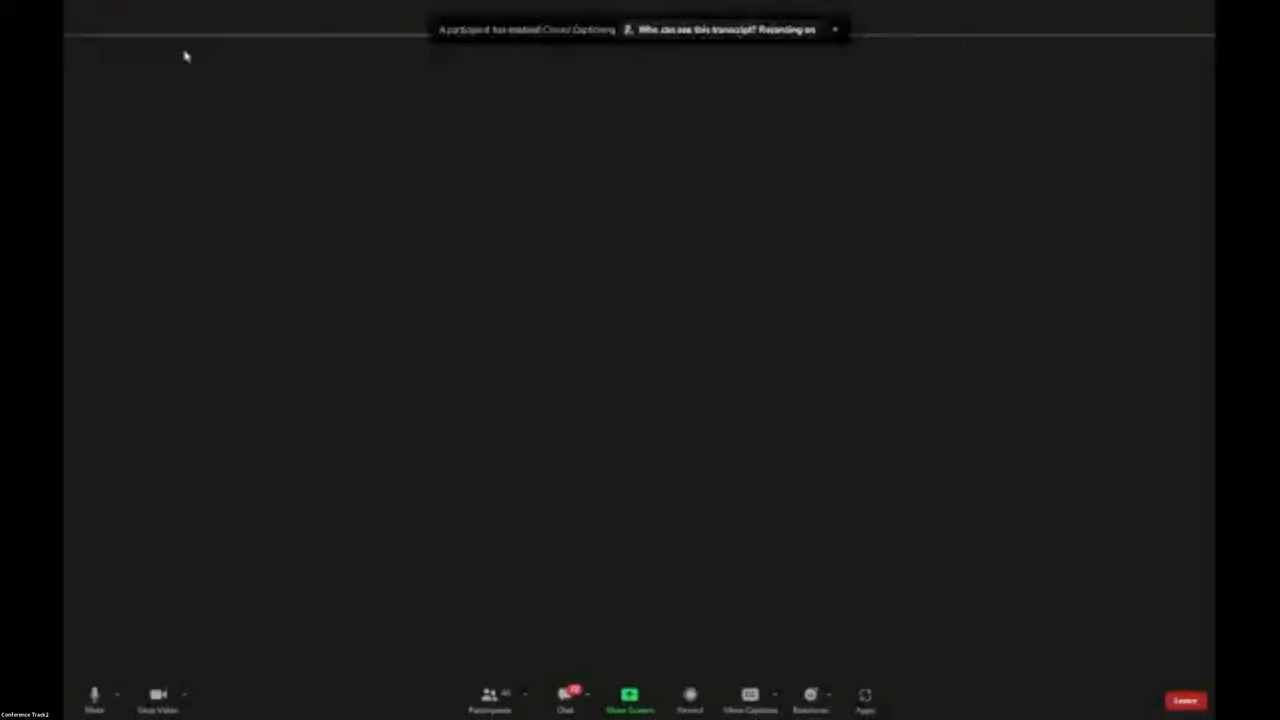 A participant has enabled Closed Captioning Who can see this transcript? Recording on
Mute Stop Video Participants Chat Share Screen Record Show Captions Reactions Apps Leave
Conference Track2